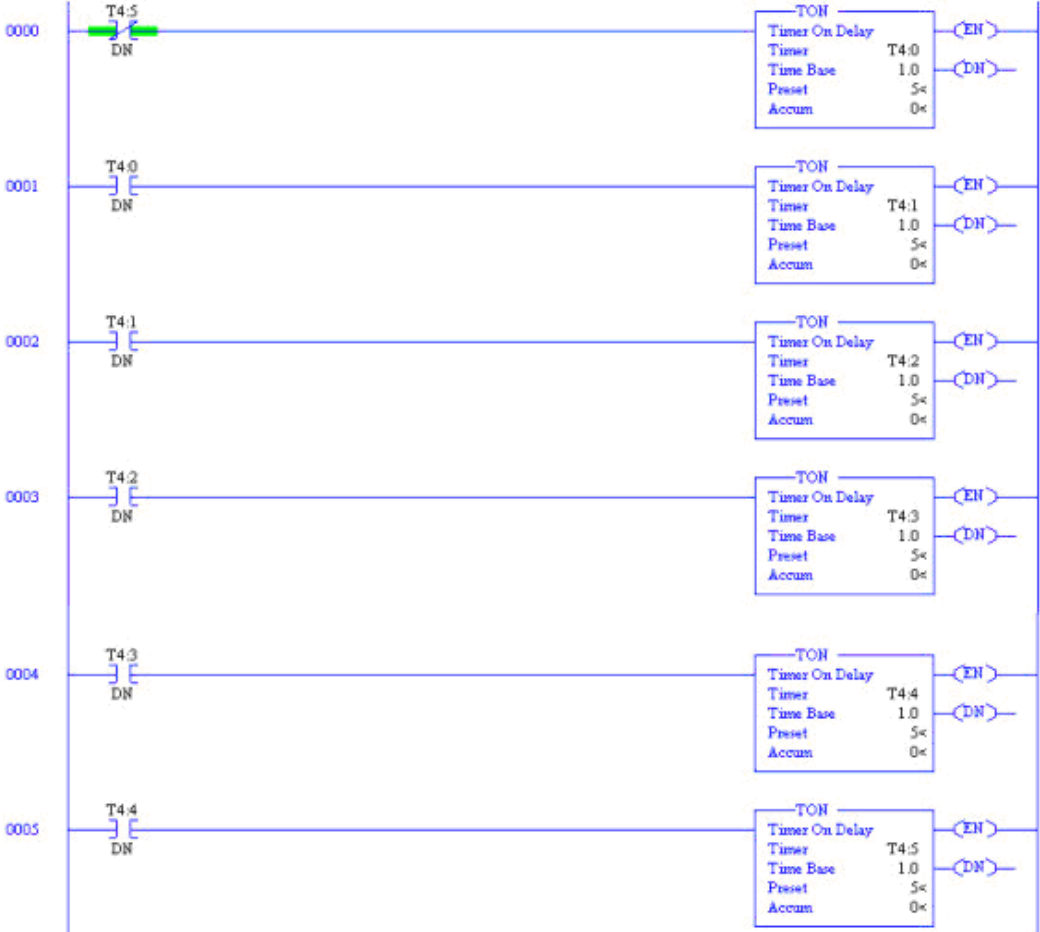 T4:5
0000
DN
TON
Timer On Delay
Timer T4:0
Time Base 1.0
Preset 5<
Accum 0<
EN
DN
T4:0
0001
DN
TON
Timer On Delay
Timer T4:1
Time Base 1.0
Preset 5<
Accum 0<
EN
DN
T4:1
0002
DN
TON
Timer On Delay
Timer T4:2
Time Base 1.0
Preset 5<
Accum 0<
EN
DN
T4:2
0003
DN
TON
Timer On Delay
Timer T4:3
Time Base 1.0
Preset 5<
Accum 0<
EN
DN
T4:3
0004
DN
TON
Timer On Delay
Timer T4:4
Time Base 1.0
Preset 5<
Accum 0<
EN
DN
T4:4
0005
DN
TON
Timer On Delay
Timer T4:5
Time Base 1.0
Preset 5<
Accum 0<
EN
DN